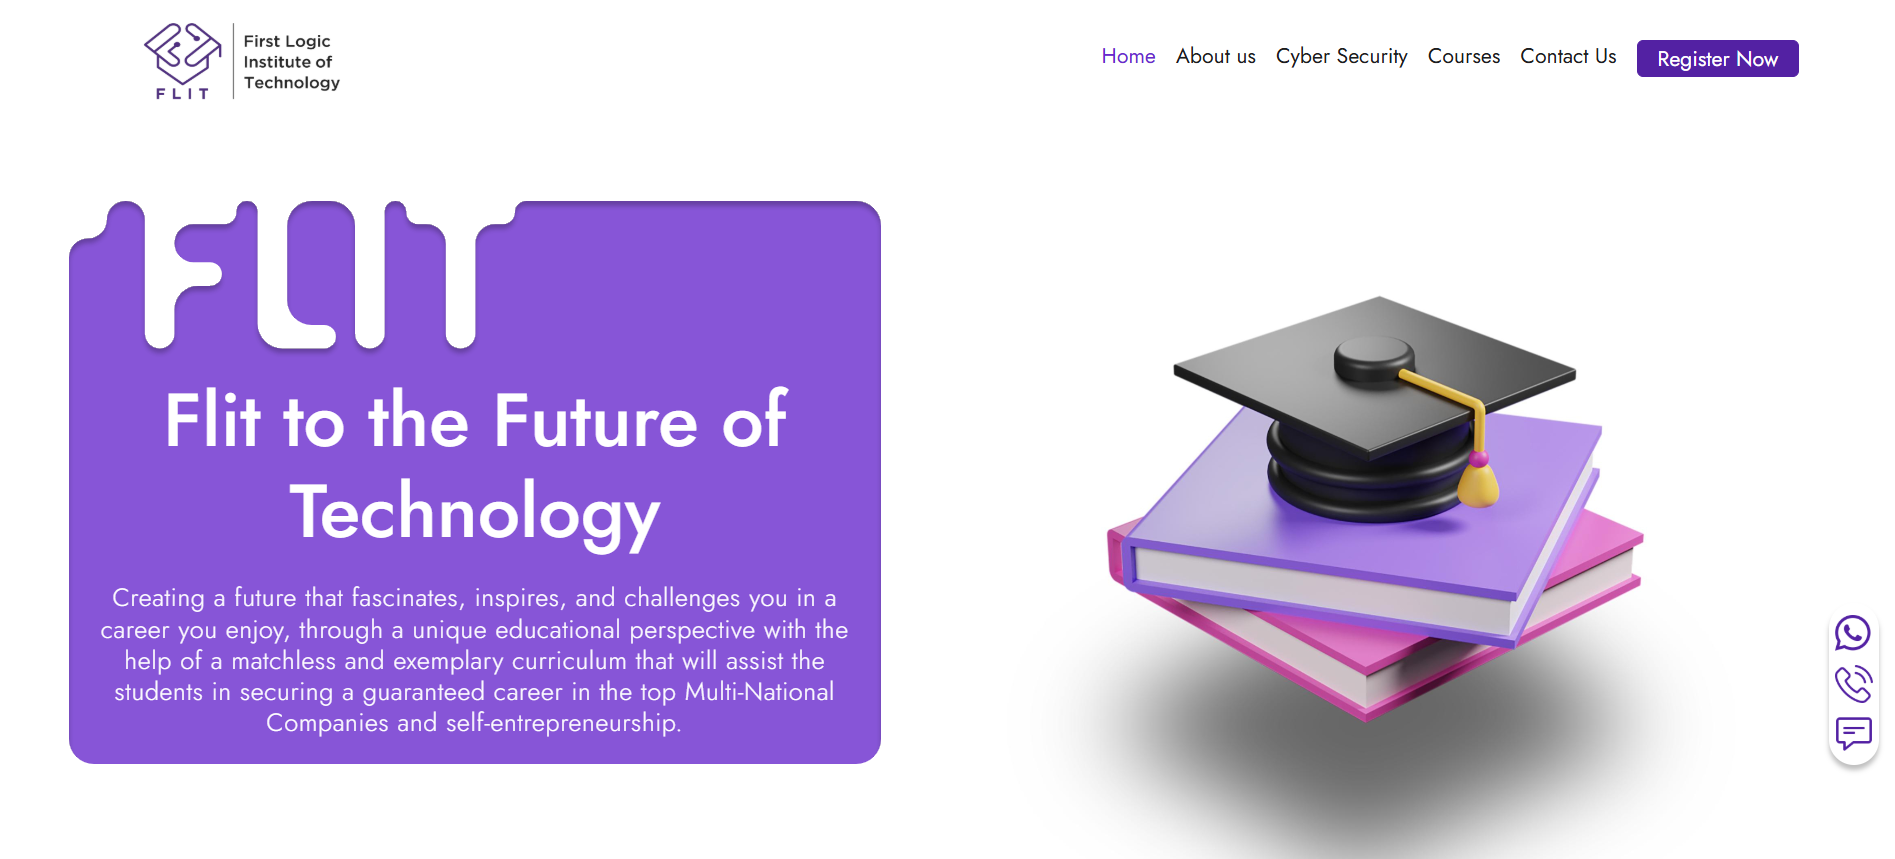 First Logic
Institute of
Technology
FLIT
Home About us Cyber Security Courses Contact Us Register Now
FLIT
Flit to the Future of
Technology
Creating a future that fascinates, inspires, and challenges you in a
career you enjoy, through a unique educational perspective with the
help of a matchless and exemplary curriculum that will assist the
students in securing a guaranteed career in the top Multi-National
Companies and self-entrepreneurship.